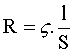 R = ς. 1/S